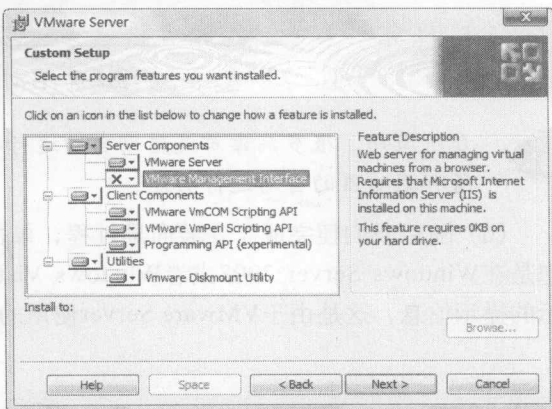 VMware Server
Custom Setup
Select the program features you want installed.
Click on an icon in the list below to change how a feature is installed.
Server Components
VMware Server
VMware Management Interface
Client Components
VMware VmCOM Scripting API
VMware VmPerl Scripting API
Programming API (experimental)
Utilities
Vmware Diskmount Utility
Feature Description
Web server for managing virtual
machines from a browser.
Requires that Microsoft Internet
Information Server (IIS) is
installed on this machine.
This feature requires 0KB on
your hard drive.
Install to:
Browse...
Help
Space
< Back
Next >
Cancel